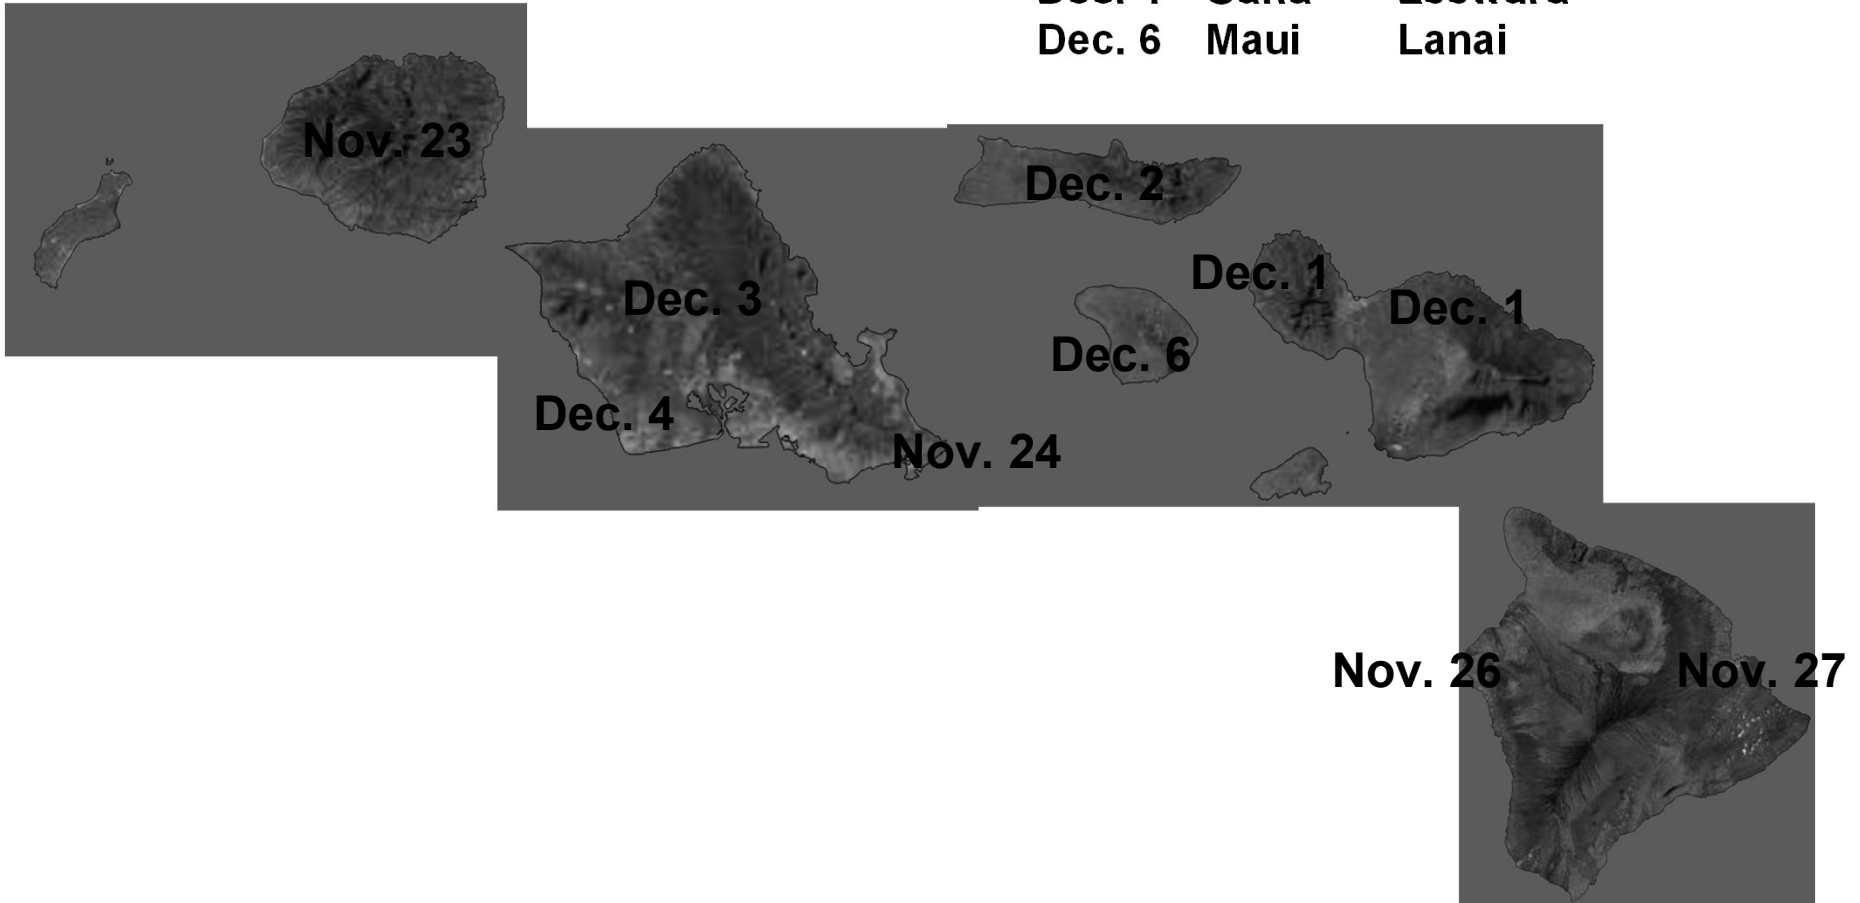 Dec. 6 Maui Lanai
Nov. 23
Dec. 2
Dec. 1
Dec. 3
Dec. 1
Dec. 6
Dec. 4
Nov. 24
Nov. 26
Nov. 27